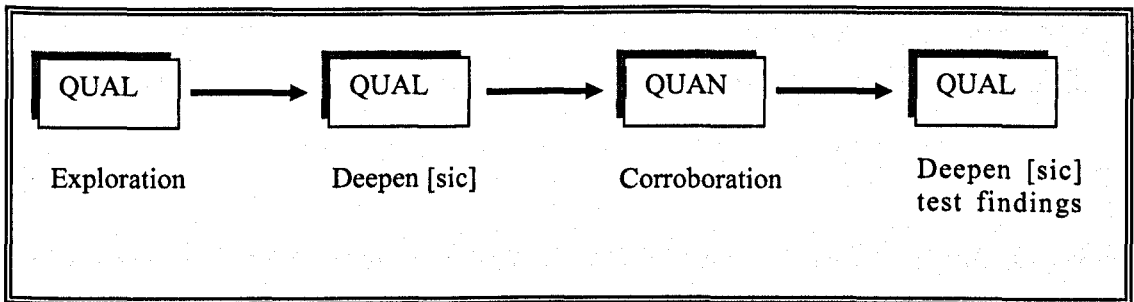 QUAL QUAL QUAN QUAL
Exploration Deepen [sic] Corroboration Deepen [sic]
test findings